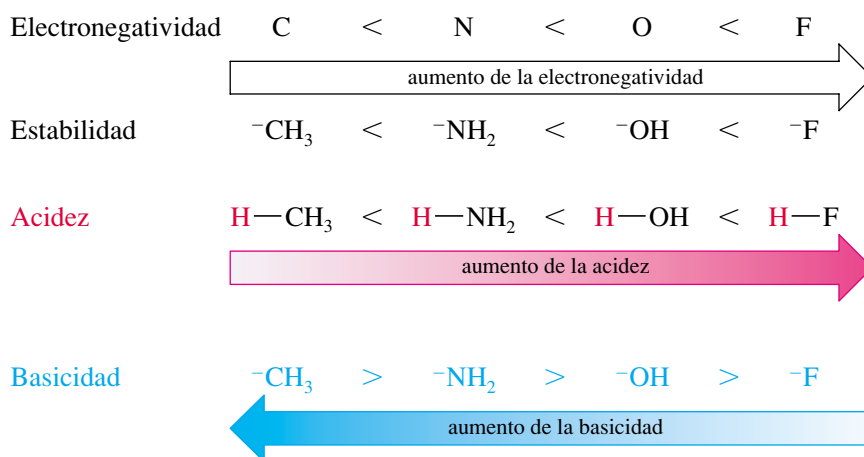 Electronegatividad C < N < O < F
aumento de la electronegatividad
Estabilidad ⁻CH₃ < ⁻NH₂ < ⁻OH < ⁻F
Acidez H—CH₃ < H—NH₂ < H—OH < H—F
aumento de la acidez
Basicidad ⁻CH₃ > ⁻NH₂ > ⁻OH > ⁻F
aumento de la basicidad